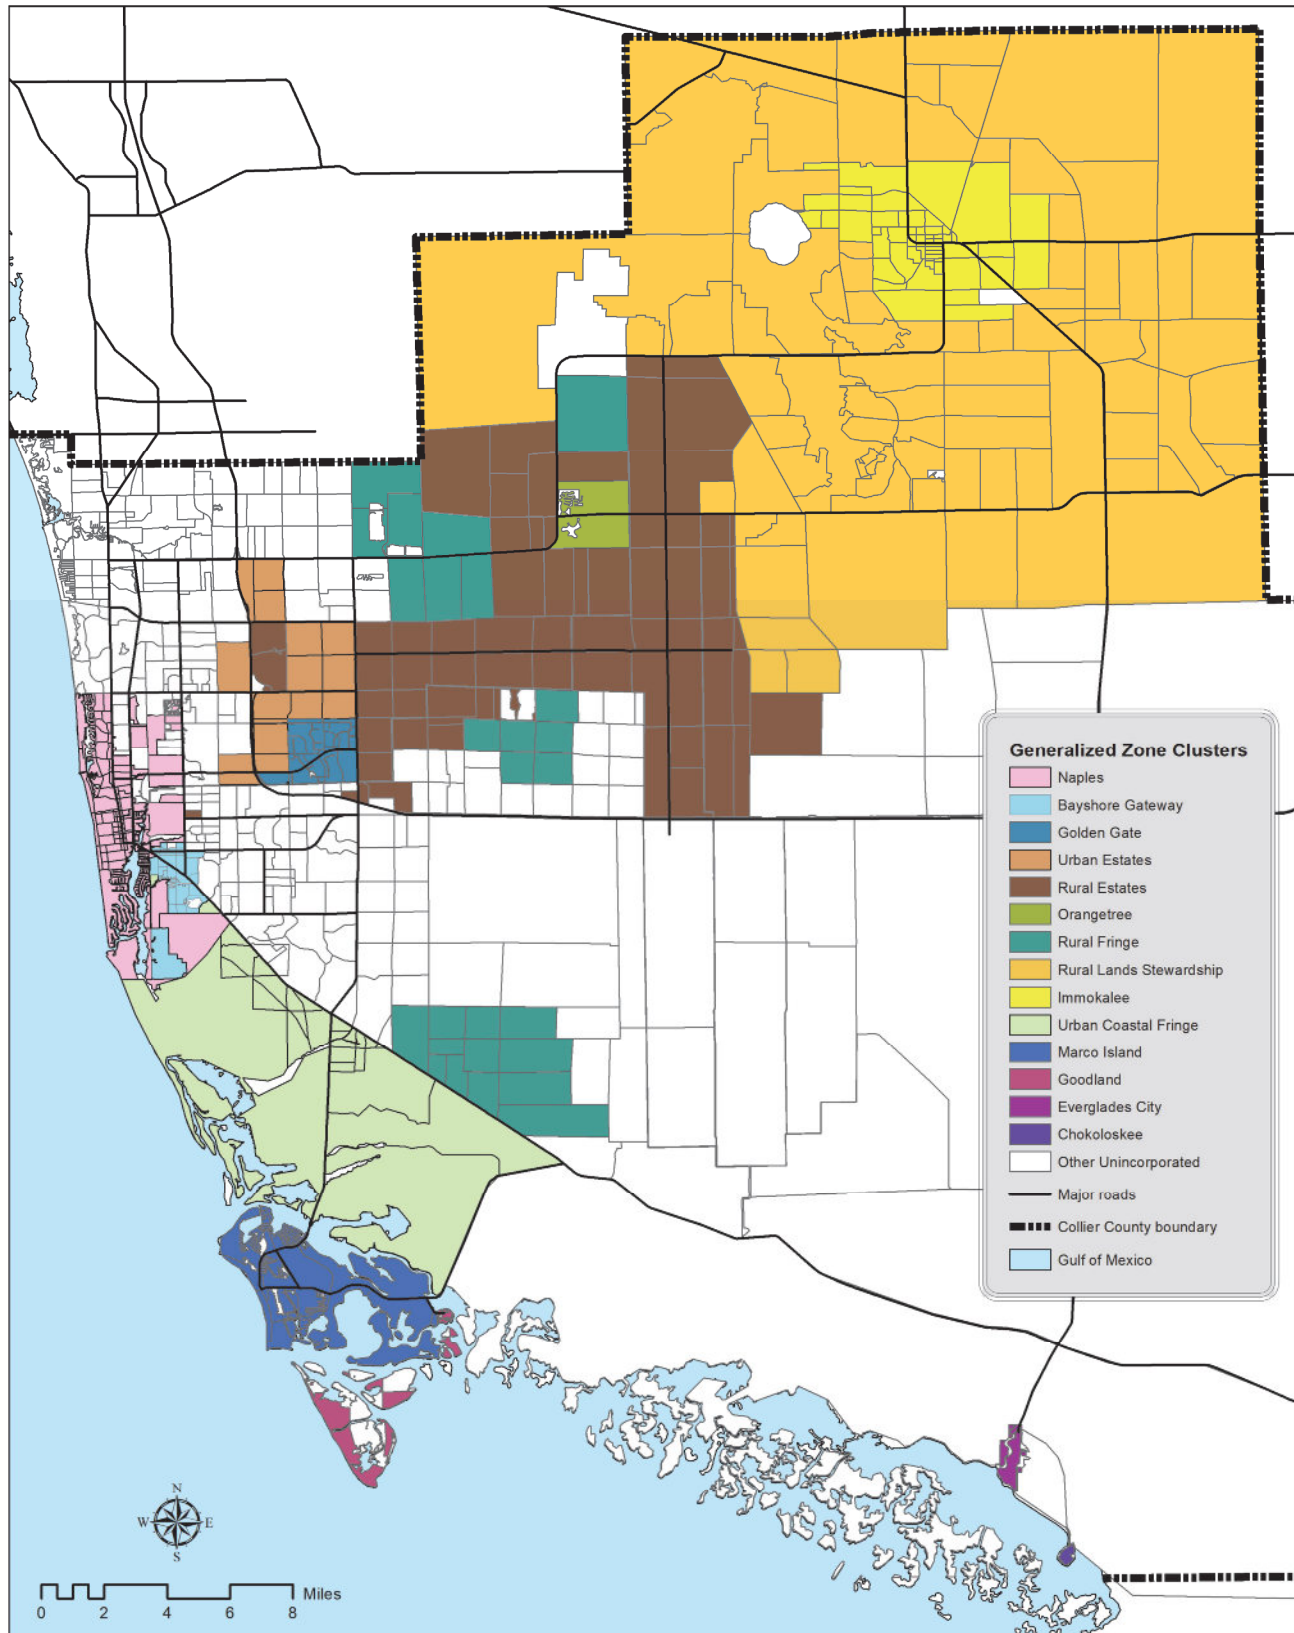 Generalized Zone Clusters
Naples
Bayshore Gateway
Golden Gate
Urban Estates
Rural Estates
Orangetree
Rural Fringe
Rural Lands Stewardship
Immokalee
Urban Coastal Fringe
Marco Island
Goodland
Everglades City
Chokoloskee
Other Unincorporated
Major roads
Collier County boundary
Gulf of Mexico
N
W E
S
Miles
0 2 4 6 8